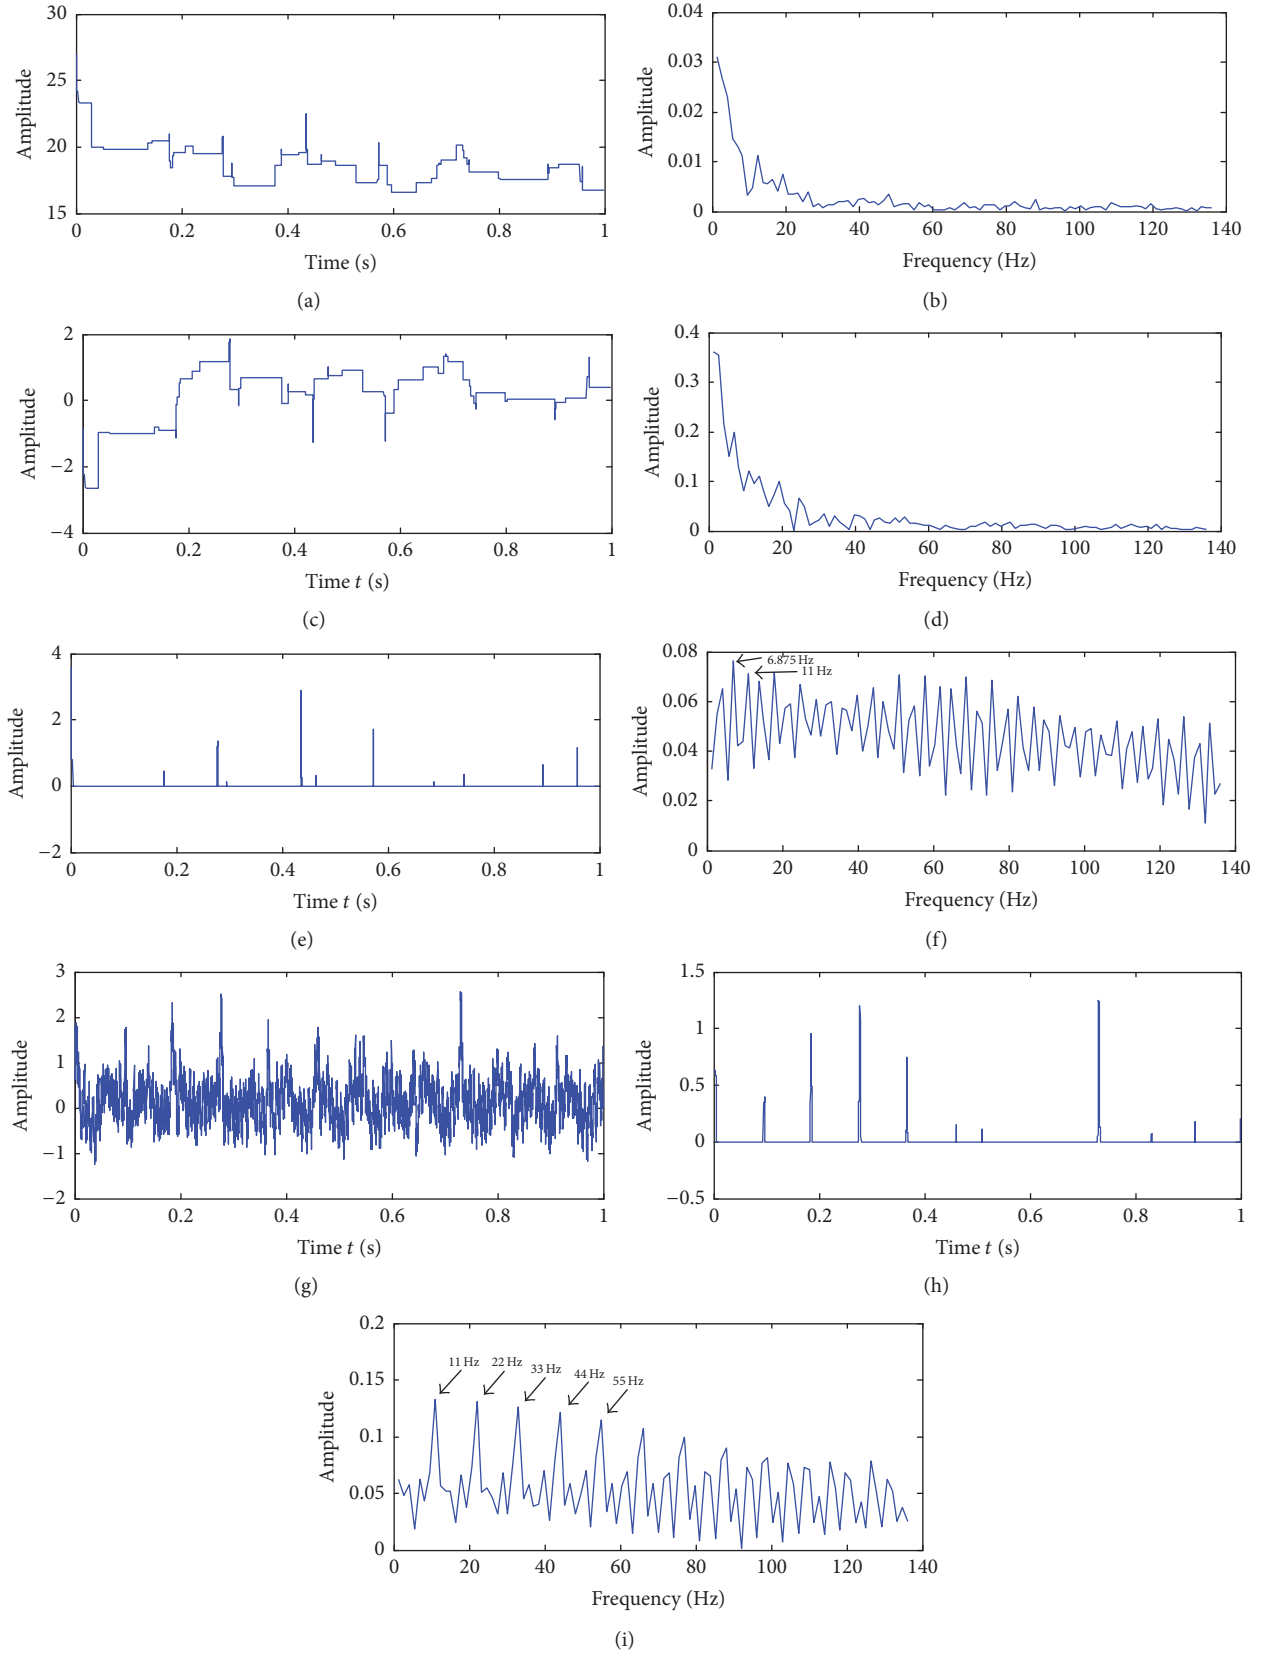 30
25
20
15
Amplitude
0 0.2 0.4 0.6 0.8 1
Time (s)
(a)
0.04
0.03
0.02
0.01
0
Amplitude
0 20 40 60 80 100 120 140
Frequency (Hz)
(b)
2
0
−2
−4
Amplitude
0 0.2 0.4 0.6 0.8 1
Time t (s)
(c)
0.4
0.3
0.2
0.1
0
Amplitude
0 20 40 60 80 100 120 140
Frequency (Hz)
(d)
4
2
0
−2
Amplitude
0 0.2 0.4 0.6 0.8 1
Time t (s)
(e)
0.08
0.06
0.04
0.02
0
Amplitude
6.875 Hz
11 Hz
0 20 40 60 80 100 120 140
Frequency (Hz)
(f)
3
2
1
0
−1
−2
Amplitude
0 0.2 0.4 0.6 0.8 1
Time t (s)
(g)
1.5
1
0.5
0
−0.5
Amplitude
0 0.2 0.4 0.6 0.8 1
Time t (s)
(h)
0.2
0.15
0.1
0.05
0
Amplitude
11 Hz 22 Hz 33 Hz 44 Hz 55 Hz
0 20 40 60 80 100 120 140
Frequency (Hz)
(i)